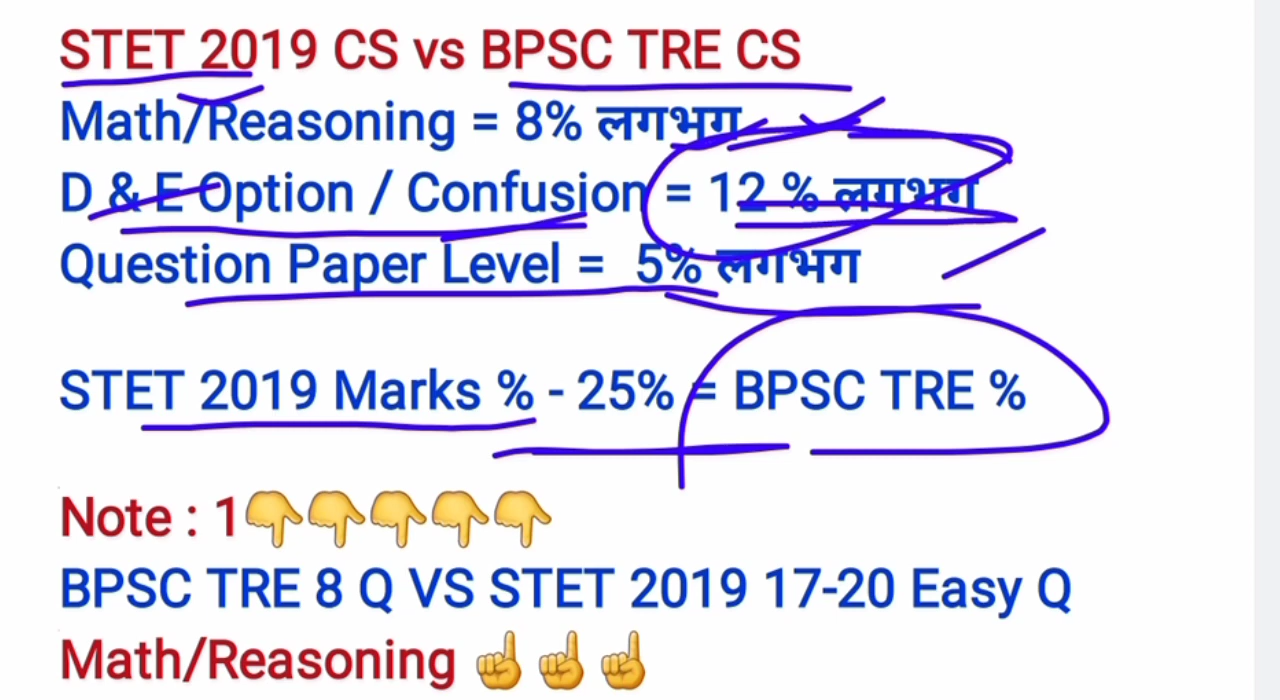 STET 2019 CS vs BPSC TRE CS
Math/Reasoning = 8% लगभग
D & E Option / Confusion = 12 % लगभग
Question Paper Level = 5% लगभग
STET 2019 Marks % - 25% = BPSC TRE %
Note : 1👇👇👇👇👇
BPSC TRE 8 Q VS STET 2019 17-20 Easy Q
Math/Reasoning ☝️☝️☝️